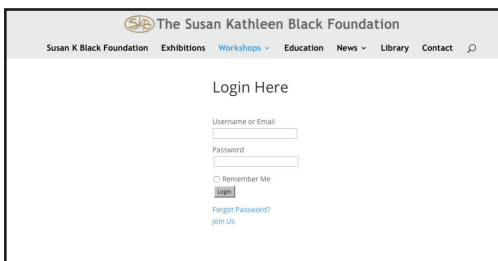 SKB The Susan Kathleen Black Foundation
Susan K Black Foundation Exhibitions Workshops Education News Library Contact
Login Here
Username or Email
Password
Remember Me
Login
Forgot Password?
Join Us